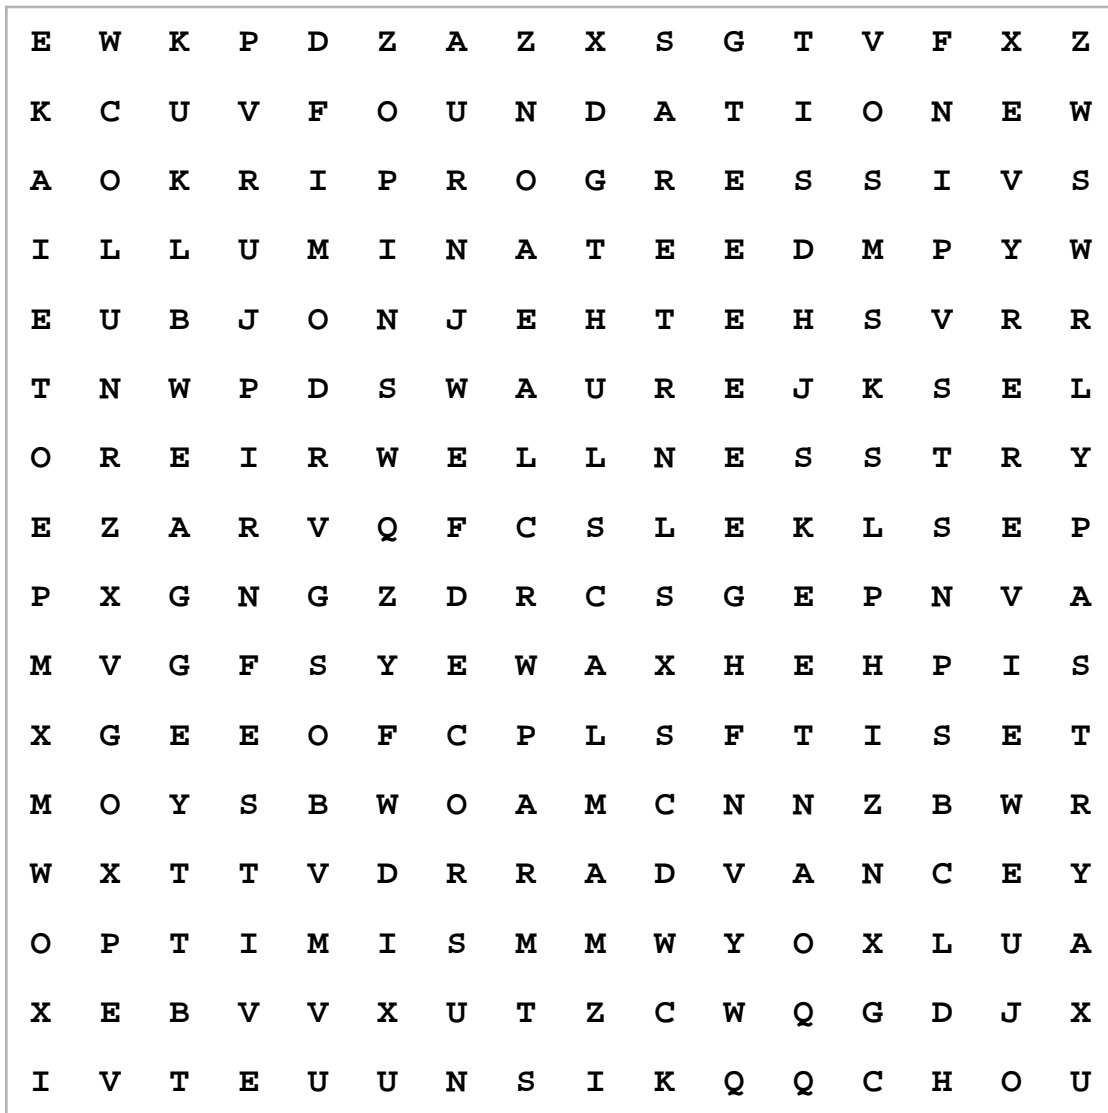 E W K P D Z A Z X S G T V F X Z
K C U V F O U N D A T I O N E W
A O K R I P R O G R E S S I V S
I L L U M I N A T E E D M P Y W
E U B J O N J E H T E H S V R R
T N W P D S W A U R E J K S E L
O R E I R W E L L N E S S T R Y
E Z A R V Q F C S L E K L S E P
P X G N G Z D R C S G E P N V A
M V G F S Y E W A X H E H P I S
X G E E O F C P L S F T I S E T
M O Y S B W O A M C N N Z B W R
W X T T V D R R A D V A N C E Y
O P T I M I S M M W Y O X L U A
X E B V V X U T Z C W Q G D J X
I V T E U U N S I K Q Q C H O U